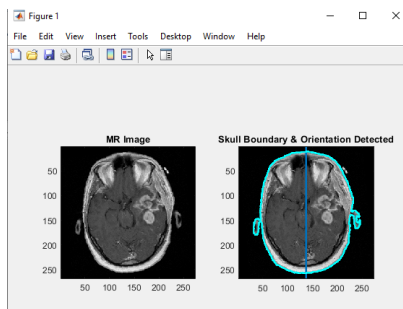 Figure 1
File Edit View Insert Tools Desktop Window Help
MR Image
50
100
150
200
250
50 100 150 200 250
Skull Boundary & Orientation Detected
50
100
150
200
250
50 100 150 200 250